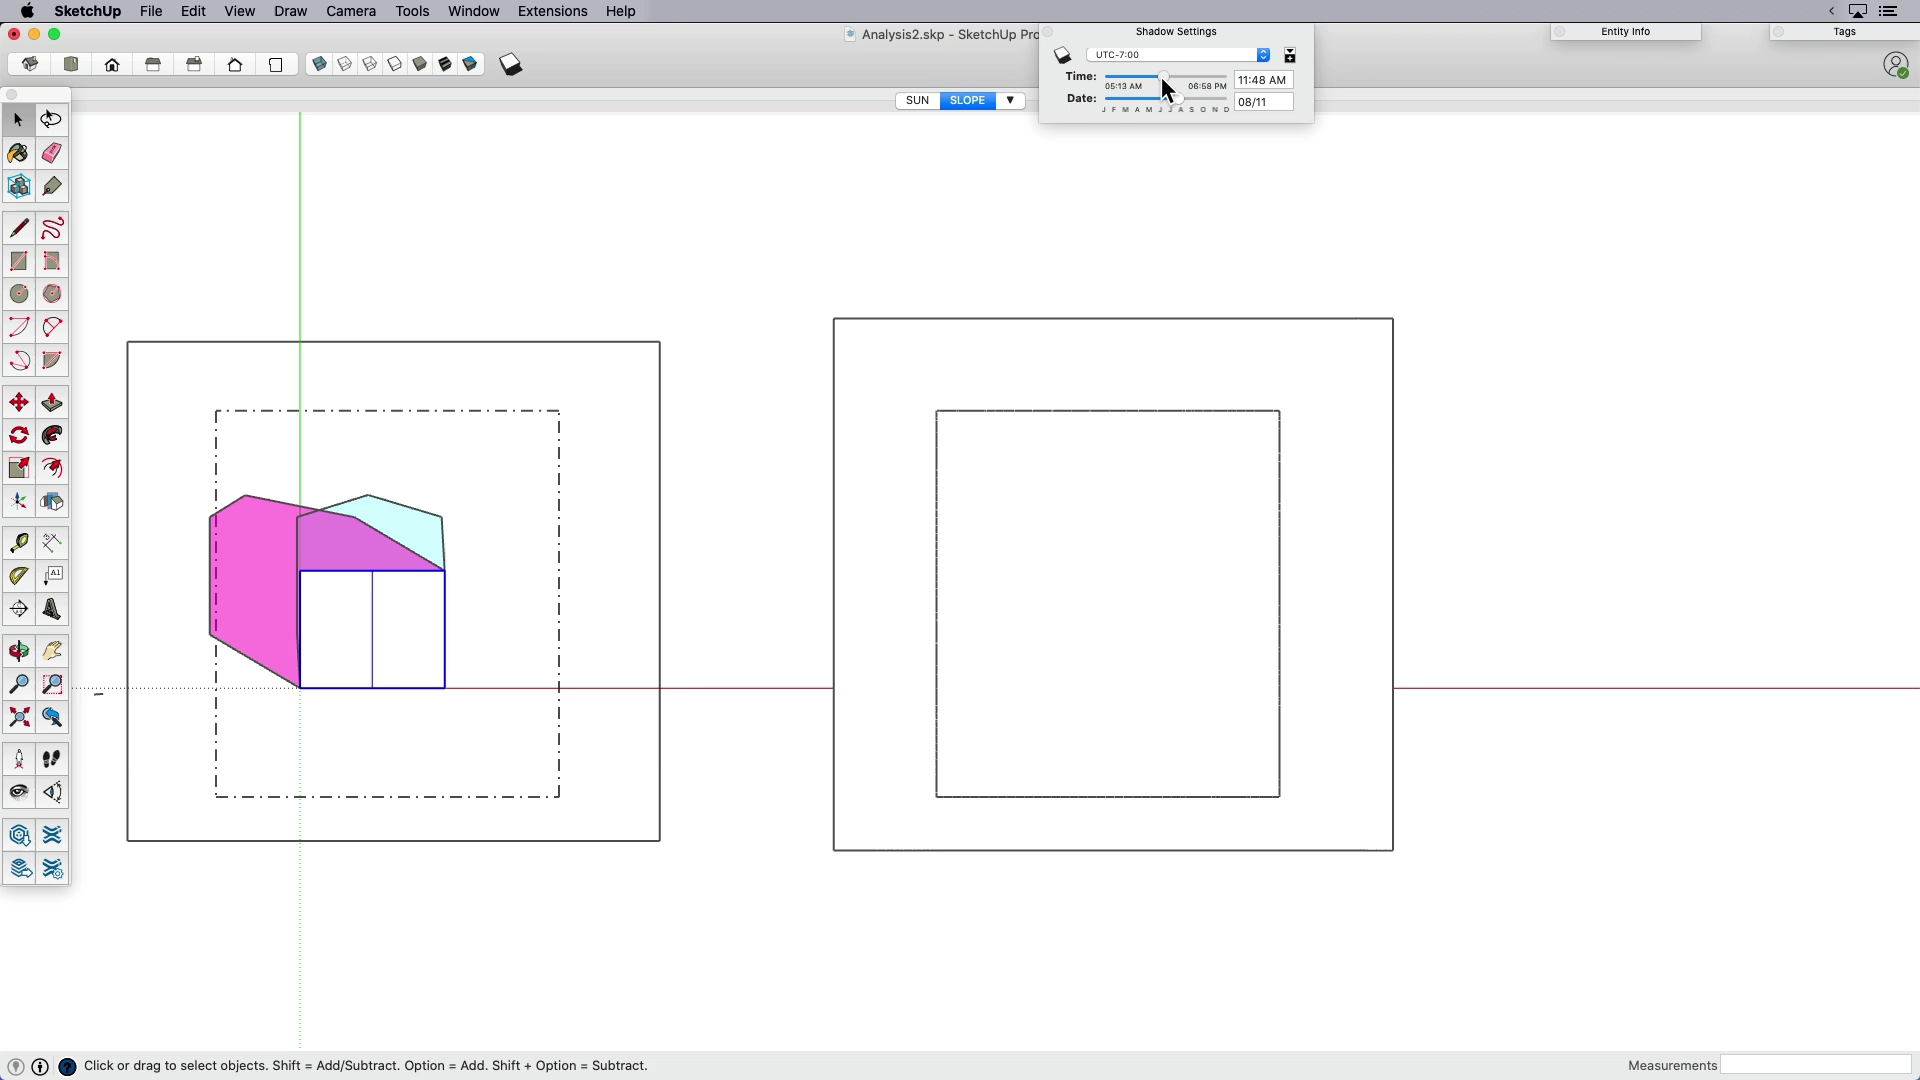 SketchUp File Edit View Draw Camera Tools Window Extensions Help
Analysis2.skp - SketchUp Pro
Shadow Settings
Entity Info
Tags
UTC-7:00
Time:
11:48 AM
05:13 AM
06:58 PM
Date:
08/11
J F M A M J J A S O N D
SUN SLOPE
A1
Click or drag to select objects. Shift = Add/Subtract. Option = Add. Shift + Option = Subtract.
Measurements